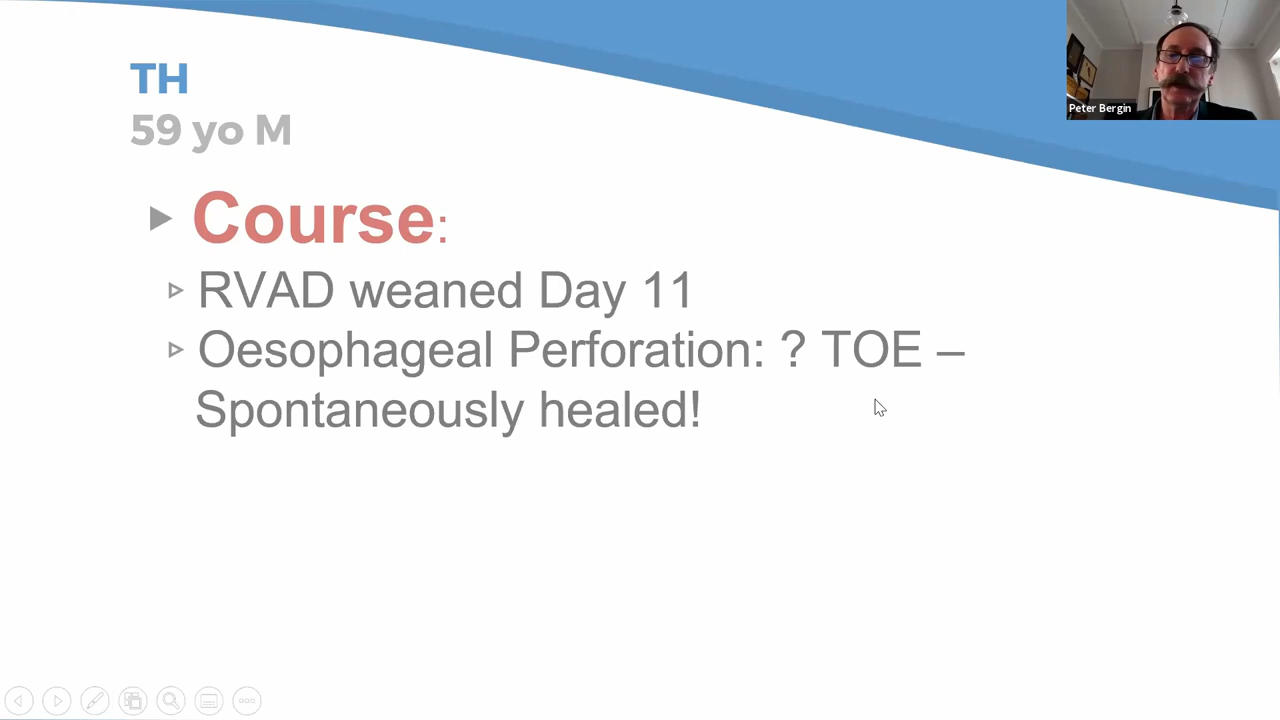 TH
59 yo M
Peter Bergin
Course:
RVAD weaned Day 11
Oesophageal Perforation: ? TOE –
Spontaneously healed!